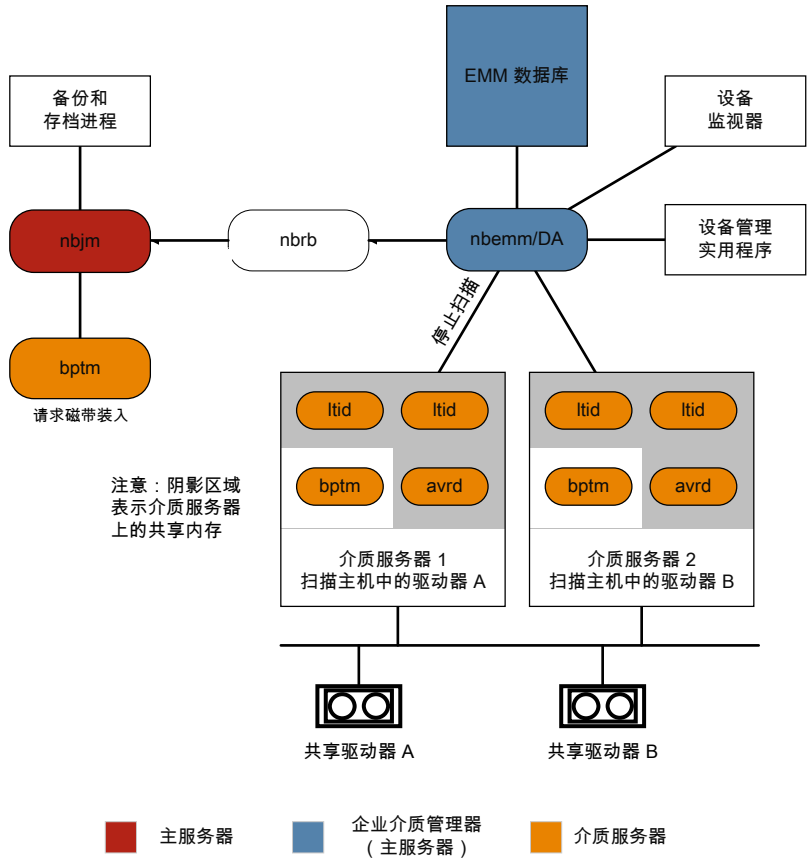 EMM 数据库
备份和
存档进程
设备
监视器
nbjm
nbrb
nbemm/DA
设备管理
实用程序
停止扫描
bptm
请求磁带装入
ltid
ltid
bptm
avrd
介质服务器 1
扫描主机中的驱动器 A
ltid
ltid
bptm
avrd
介质服务器 2
扫描主机中的驱动器 B
注意：阴影区域
表示介质服务器
上的共享内存
共享驱动器 A
共享驱动器 B
主服务器
企业介质管理器
（主服务器）
介质服务器